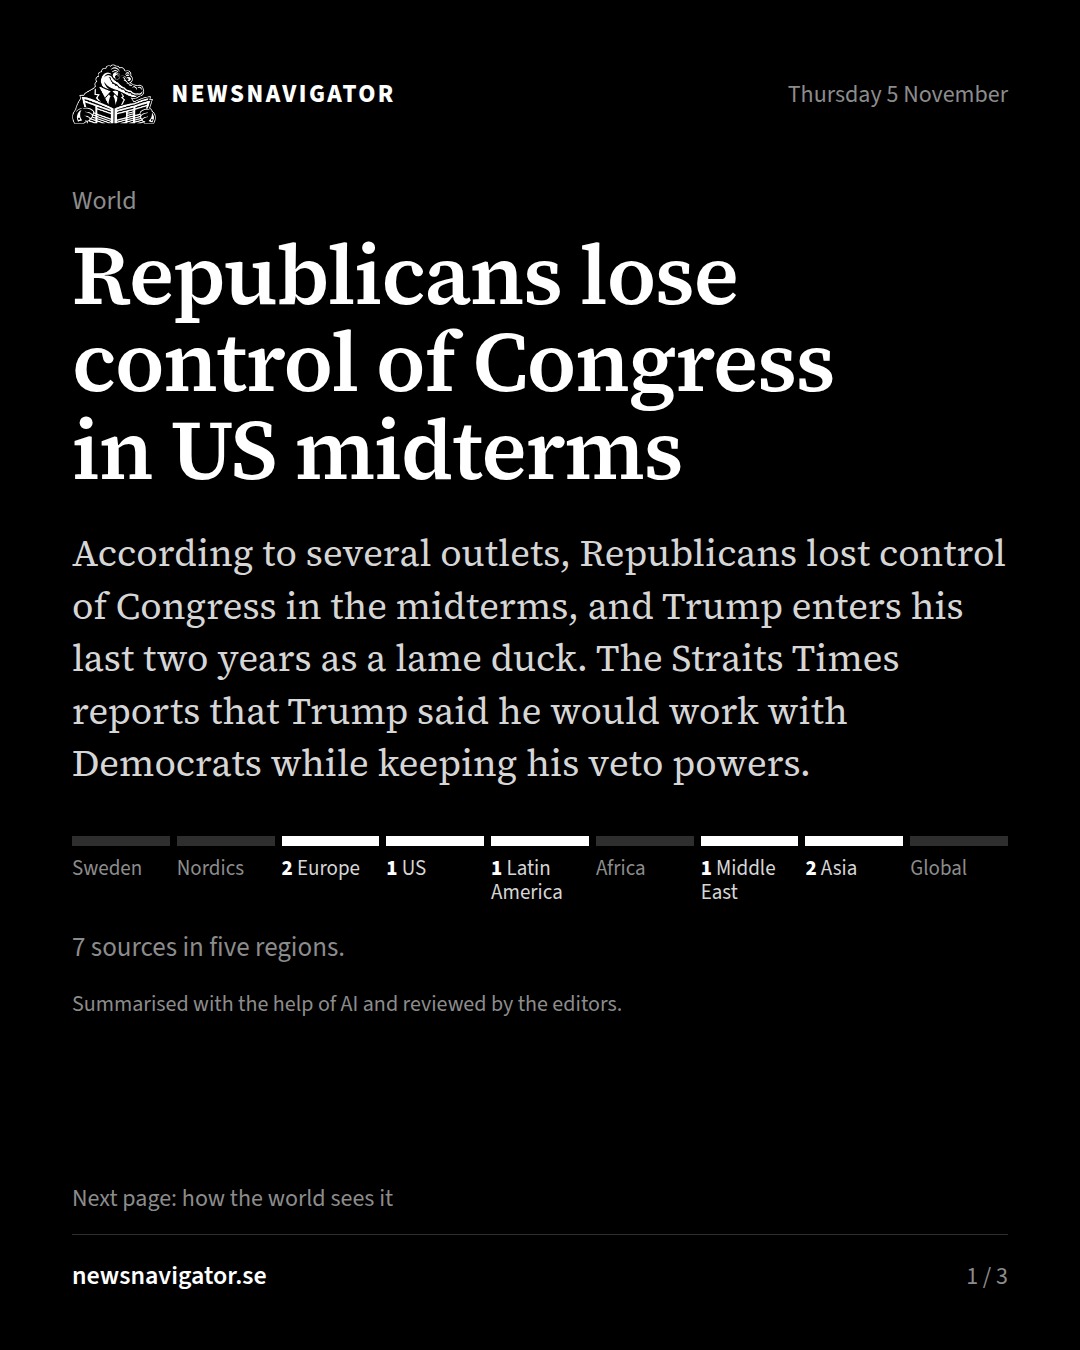 NEWSNAVIGATOR
Thursday 5 November
World
Republicans lose
control of Congress
in US midterms
According to several outlets, Republicans lost control
of Congress in the midterms, and Trump enters his
last two years as a lame duck. The Straits Times
reports that Trump said he would work with
Democrats while keeping his veto powers.
Sweden
Nordics
2 Europe
1 US
1 Latin
America
Africa
1 Middle
East
2 Asia
Global
7 sources in five regions.
Summarised with the help of AI and reviewed by the editors.
Next page: how the world sees it
newsnavigator.se
1 / 3